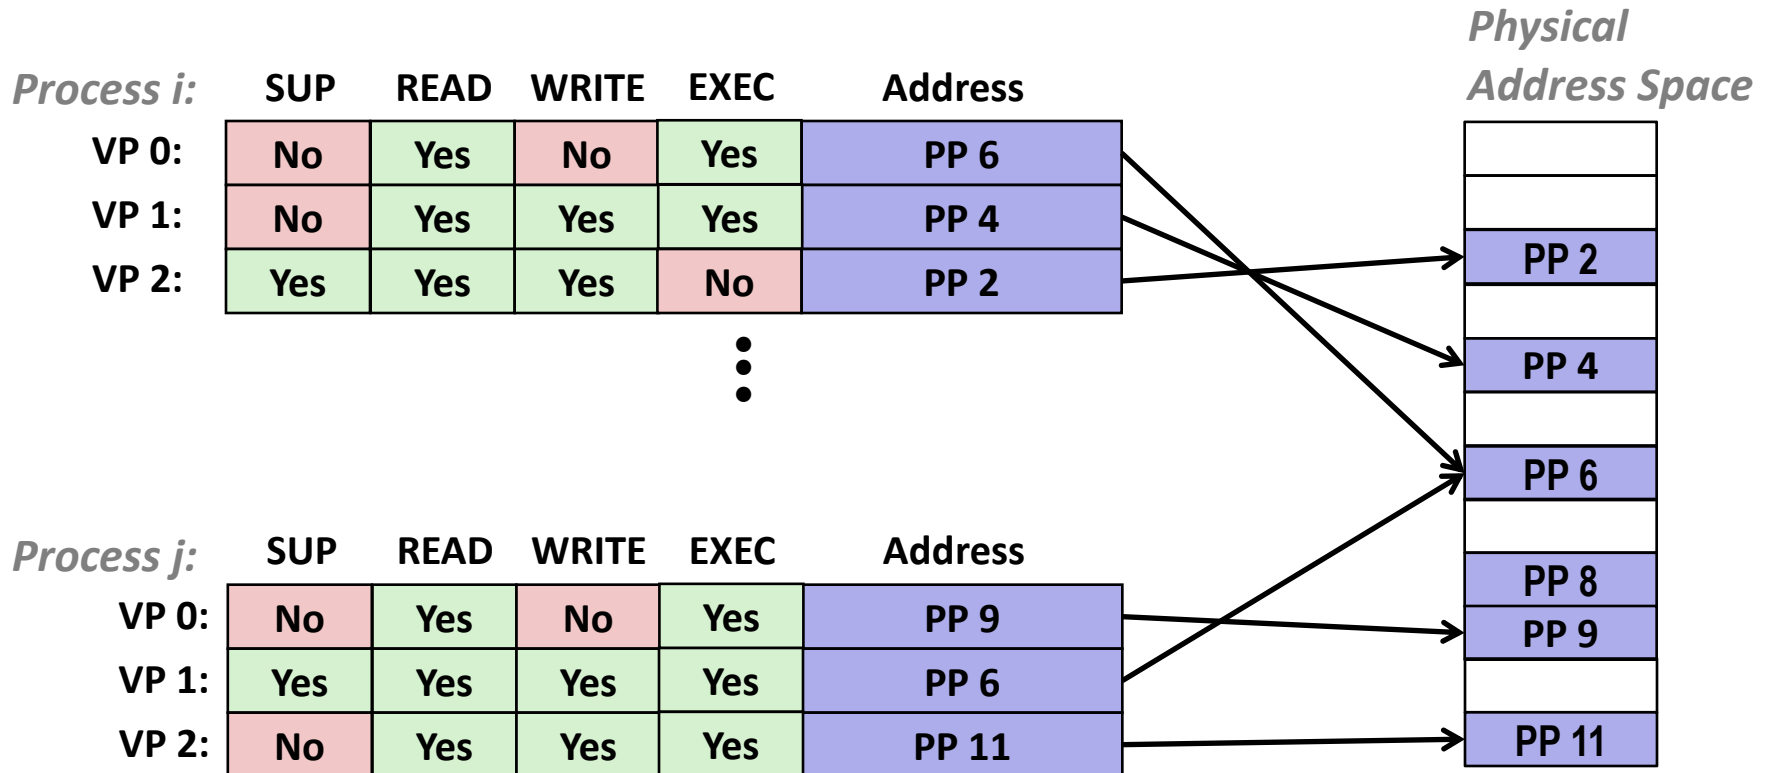 Physical
Address Space
Process i: SUP READ WRITE EXEC Address
VP 0: No Yes No Yes PP 6
VP 1: No Yes Yes Yes PP 4
VP 2: Yes Yes Yes No PP 2
PP 2
PP 4
PP 6
PP 8
PP 9
PP 11
Process j: SUP READ WRITE EXEC Address
VP 0: No Yes No Yes PP 9
VP 1: Yes Yes Yes Yes PP 6
VP 2: No Yes Yes Yes PP 11